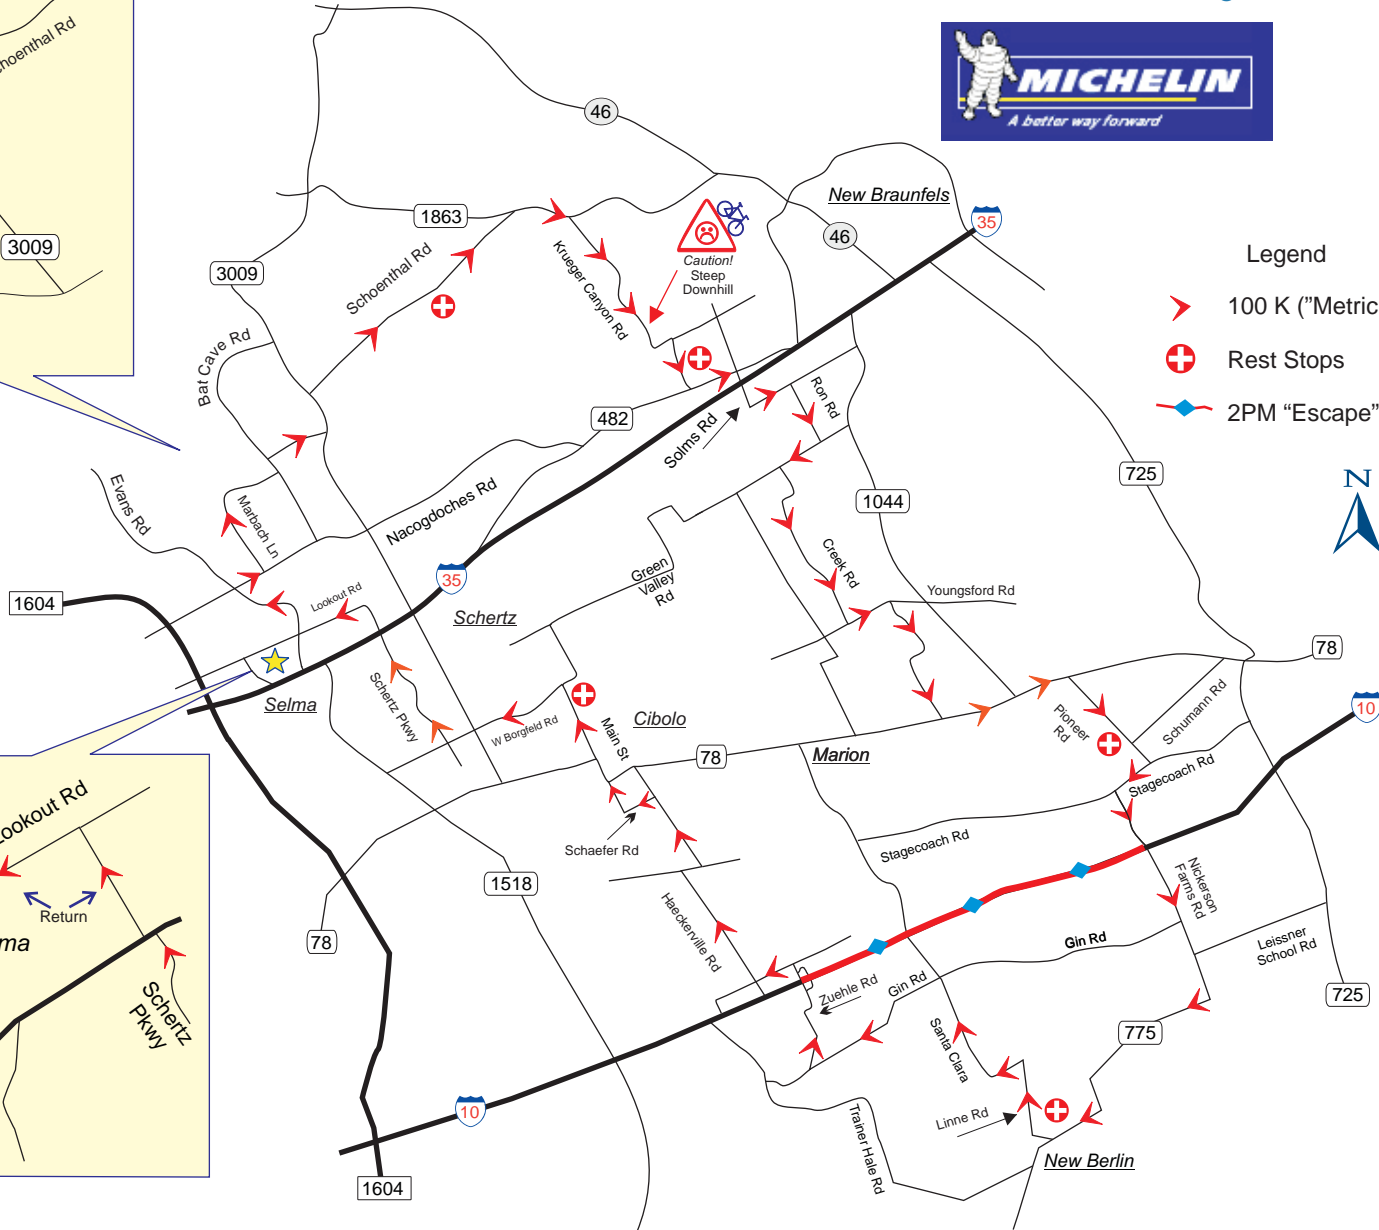 Schoenthal Rd
3009
46
MICHELIN
A better way forward
New Braunfels
35
1863
46
3009
Schoenthal Rd
Krueger Canyon Rd
Caution!
Steep
Downhill
Legend
100 K ("Metric
Rest Stops
2PM "Escape"
Bat Cave Rd
482
Solms Rd
Ron Rd
725
N
Evans Rd
Marbach Ln
Nacogdoches Rd
1044
35
Creek Rd
Green
Valley
Rd
Youngsford Rd
1604
Lookout Rd
Schertz
78
Selma
Schertz Pkwy
W Borgfeld Rd
Main St
Cibolo
78
Marion
Pioneer
Rd
Schumann Rd
10
Stagecoach Rd
Stagecoach Rd
Lookout Rd
Return
ma
Schertz
Pkwy
Schaefer Rd
1518
78
Haeckerville Rd
Nickerson
Farms Rd
Gin Rd
Leissner
School Rd
725
Zuehle Rd
Gin Rd
Santa Clara
775
Linne Rd
10
Trainer Hale Rd
New Berlin
1604